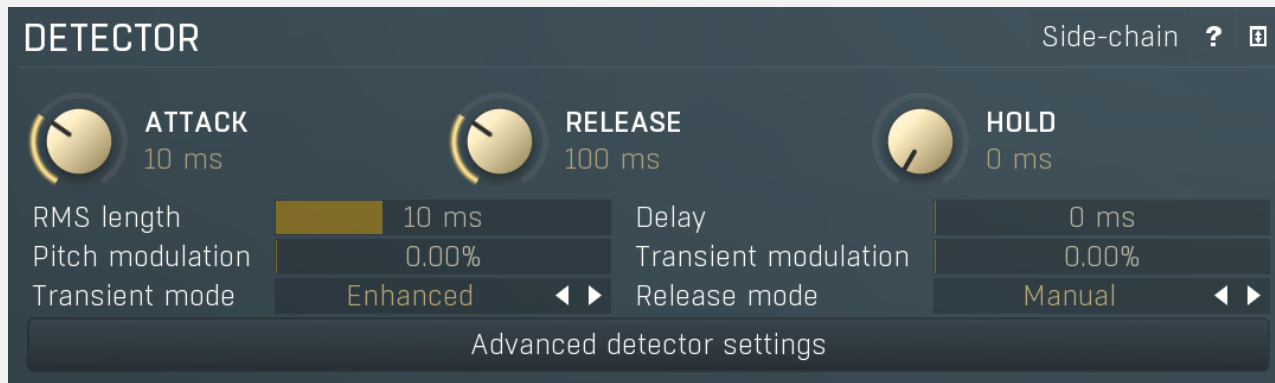 DETECTOR Side-chain ?
ATTACK RELEASE HOLD
10 ms 100 ms 0 ms
RMS length 10 ms Delay 0 ms
Pitch modulation 0.00% Transient modulation 0.00%
Transient mode Enhanced Release mode Manual
Advanced detector settings